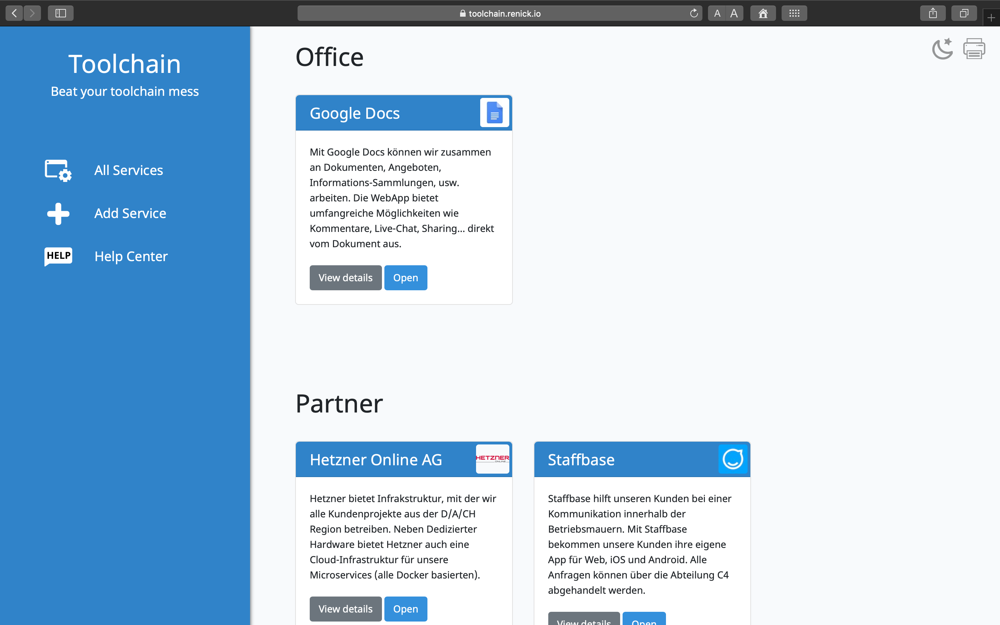 toolchain.renick.io
A A
Toolchain
Beat your toolchain mess
All Services
Add Service
HELP
Help Center
Office
Google Docs
Mit Google Docs können wir zusammen
an Dokumenten, Angeboten,
Informations-Sammlungen, usw.
arbeiten. Die WebApp bietet
umfangreiche Möglichkeiten wie
Kommentare, Live-Chat, Sharing... direkt
vom Dokument aus.
View details
Open
Partner
Hetzner Online AG
HETZNER
ONLINE
Hetzner bietet Infrakstruktur, mit der wir
alle Kundenprojekte aus der D/A/CH
Region betreiben. Neben Dedizierter
Hardware bietet Hetzner auch eine
Cloud-Infrastruktur für unsere
Microservices (alle Docker basierten).
View details
Open
Staffbase
Staffbase hilft unseren Kunden bei einer
Kommunikation innerhalb der
Betriebsmauern. Mit Staffbase
bekommen unsere Kunden ihre eigene
App für Web, iOS und Android. Alle
Anfragen können über die Abteilung C4
abgehandelt werden.
View details
Open